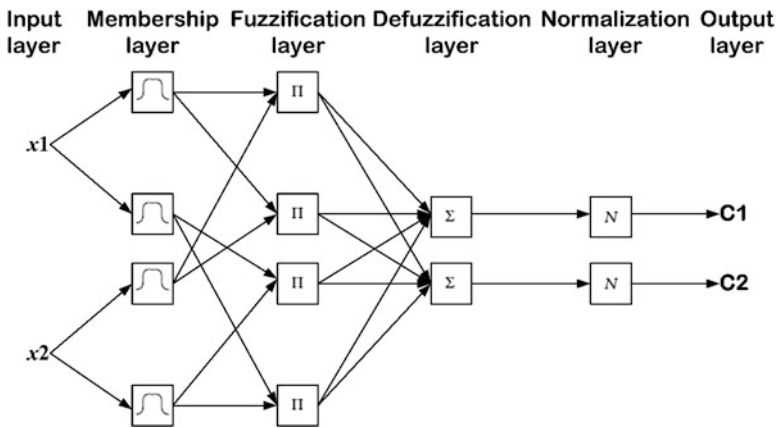 Input Membership Fuzzification Defuzzification Normalization Output
layer layer layer layer layer layer
Π
x1
Π Σ N C1
Π Σ N C2
x2
Π